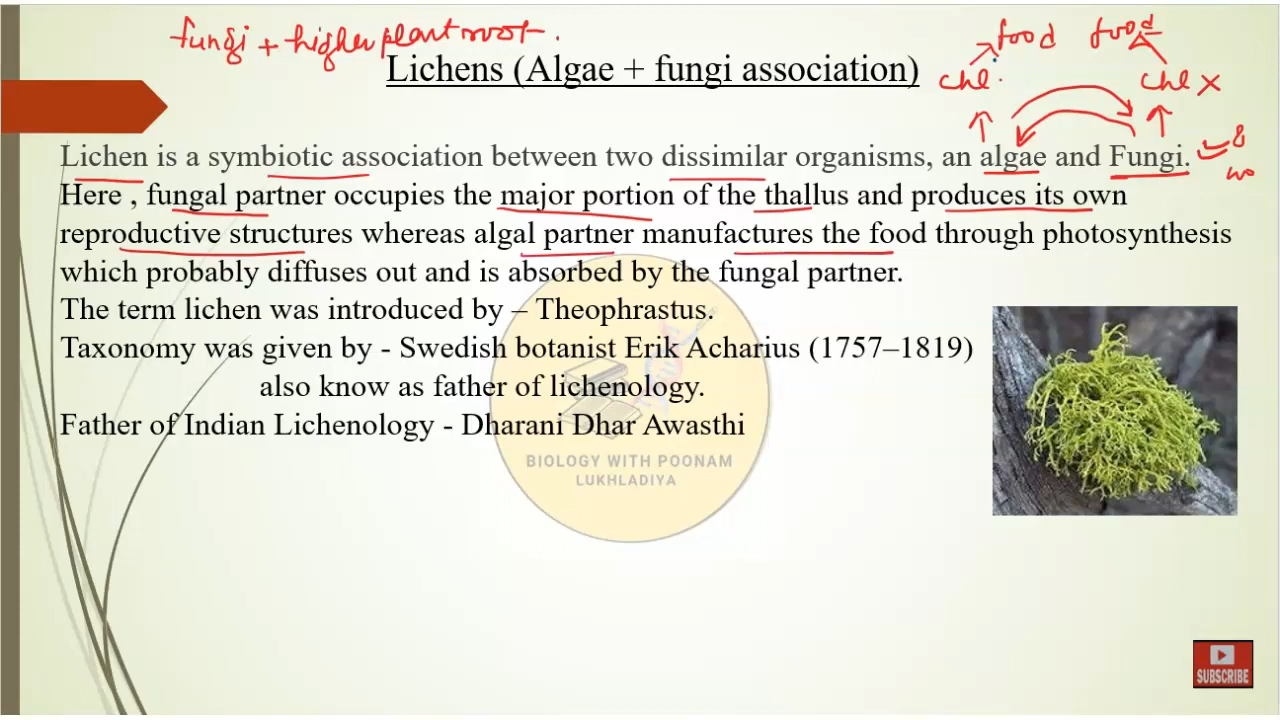 fungi + higher plant root.
food food
Lichens (Algae + fungi association)
chl. chl x
Lichen is a symbiotic association between two dissimilar organisms, an algae and Fungi.
Here , fungal partner occupies the major portion of the thallus and produces its own
reproductive structures whereas algal partner manufactures the food through photosynthesis
which probably diffuses out and is absorbed by the fungal partner.
The term lichen was introduced by – Theophrastus.
Taxonomy was given by - Swedish botanist Erik Acharius (1757–1819)
also know as father of lichenology.
Father of Indian Lichenology - Dharani Dhar Awasthi
BIOLOGY WITH POONAM
LUKHLADIYA
SUBSCRIBE